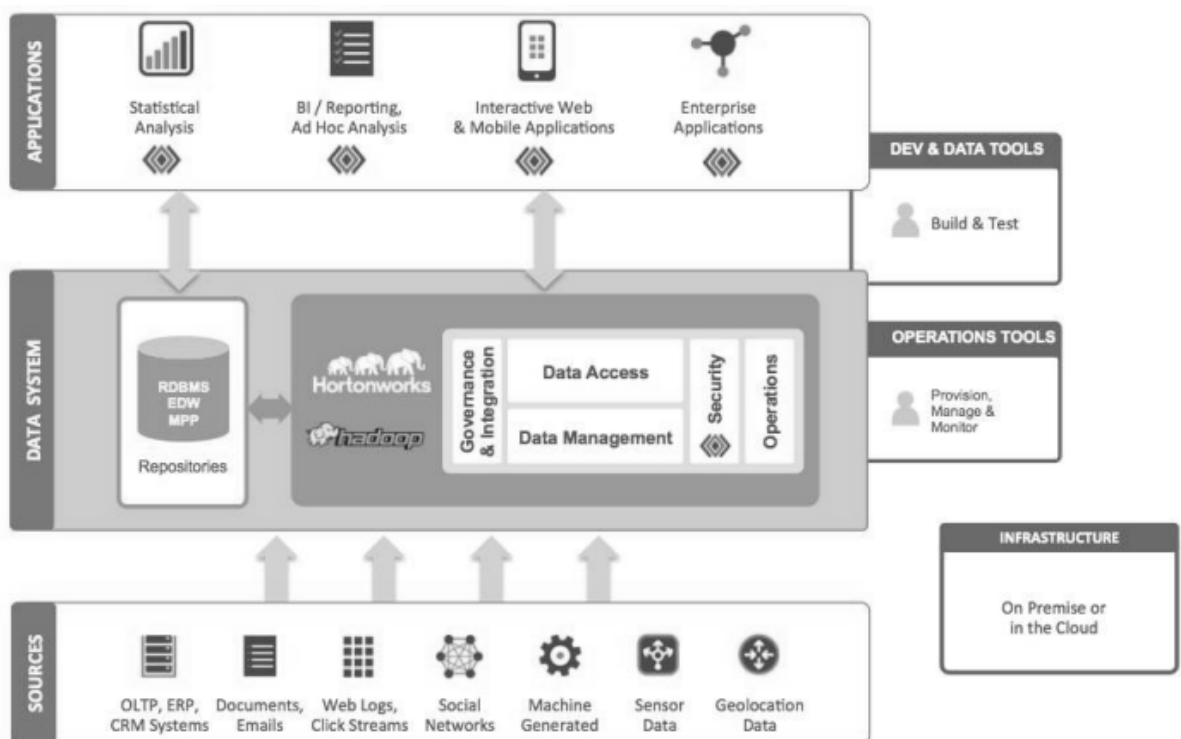 APPLICATIONS
Statistical
Analysis
BI / Reporting,
Ad Hoc Analysis
Interactive Web
& Mobile Applications
Enterprise
Applications
DEV & DATA TOOLS
Build & Test
DATA SYSTEM
RDBMS
EDW
MPP
Repositories
Hortonworks
hadoop
Governance
& Integration
Data Access
Data Management
Security
Operations
OPERATIONS TOOLS
Provision,
Manage &
Monitor
INFRASTRUCTURE
On Premise or
in the Cloud
SOURCES
OLTP, ERP,
CRM Systems
Documents,
Emails
Web Logs,
Click Streams
Social
Networks
Machine
Generated
Sensor
Data
Geolocation
Data